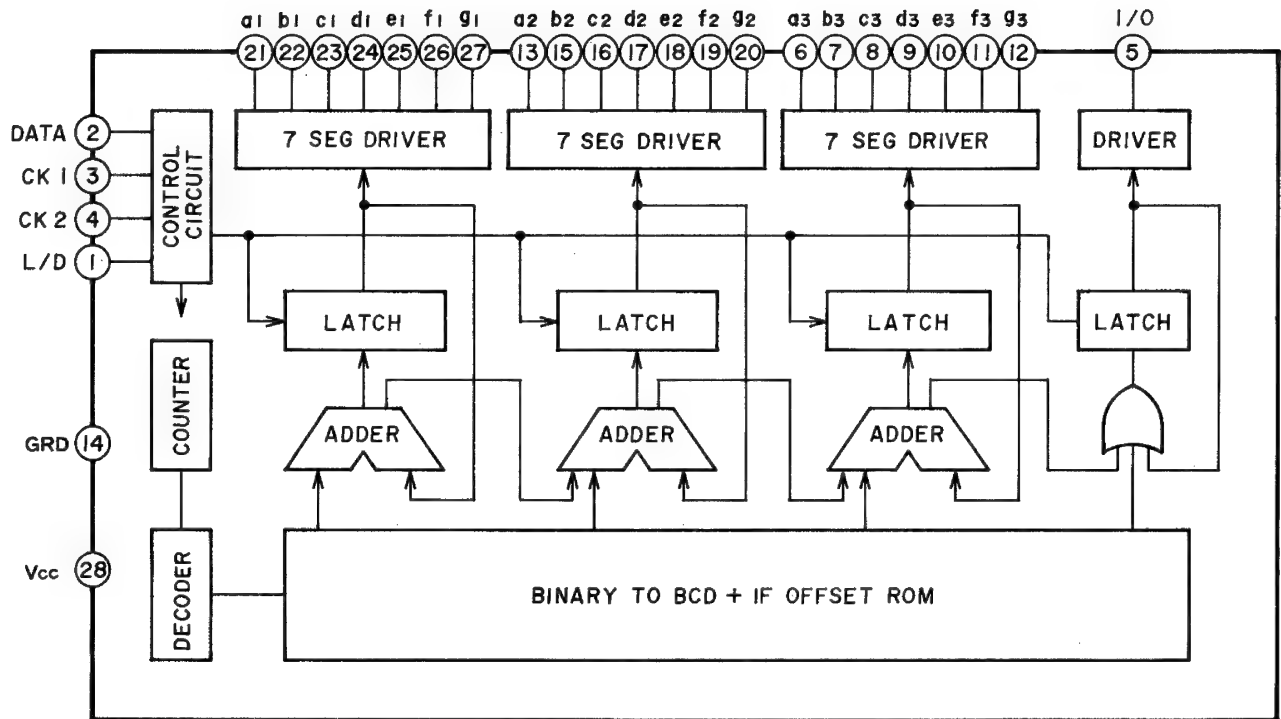 a1 b1 c1 d1 e1 f1 g1 a2 b2 c2 d2 e2 f2 g2 a3 b3 c3 d3 e3 f3 g3 I/O
21 22 23 24 25 26 27 13 15 16 17 18 19 20 6 7 8 9 10 11 12 5
DATA 2
CK 1 3
CK 2 4
L/D 1
CONTROL
CIRCUIT
7 SEG DRIVER 7 SEG DRIVER 7 SEG DRIVER DRIVER
LATCH LATCH LATCH LATCH
COUNTER
ADDER ADDER ADDER
GRD 14
Vcc 28
DECODER
BINARY TO BCD + IF OFFSET ROM